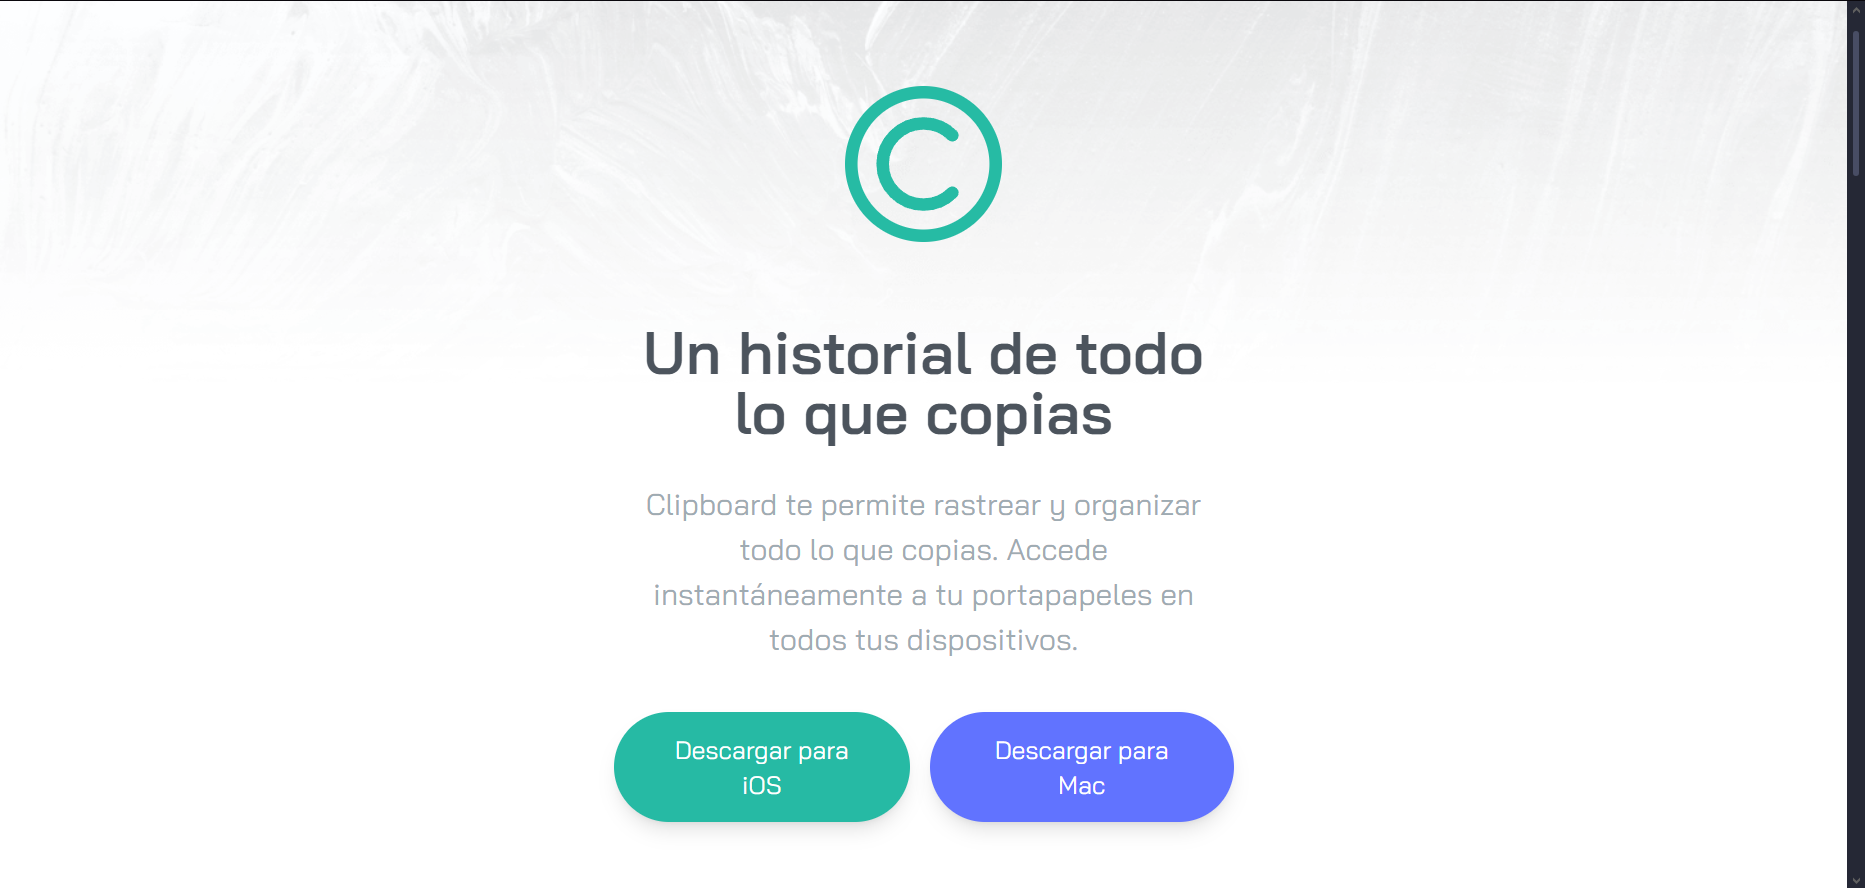 Un historial de todo
lo que copias
Clipboard te permite rastrear y organizar
todo lo que copias. Accede
instantáneamente a tu portapapeles en
todos tus dispositivos.
Descargar para
iOS
Descargar para
Mac